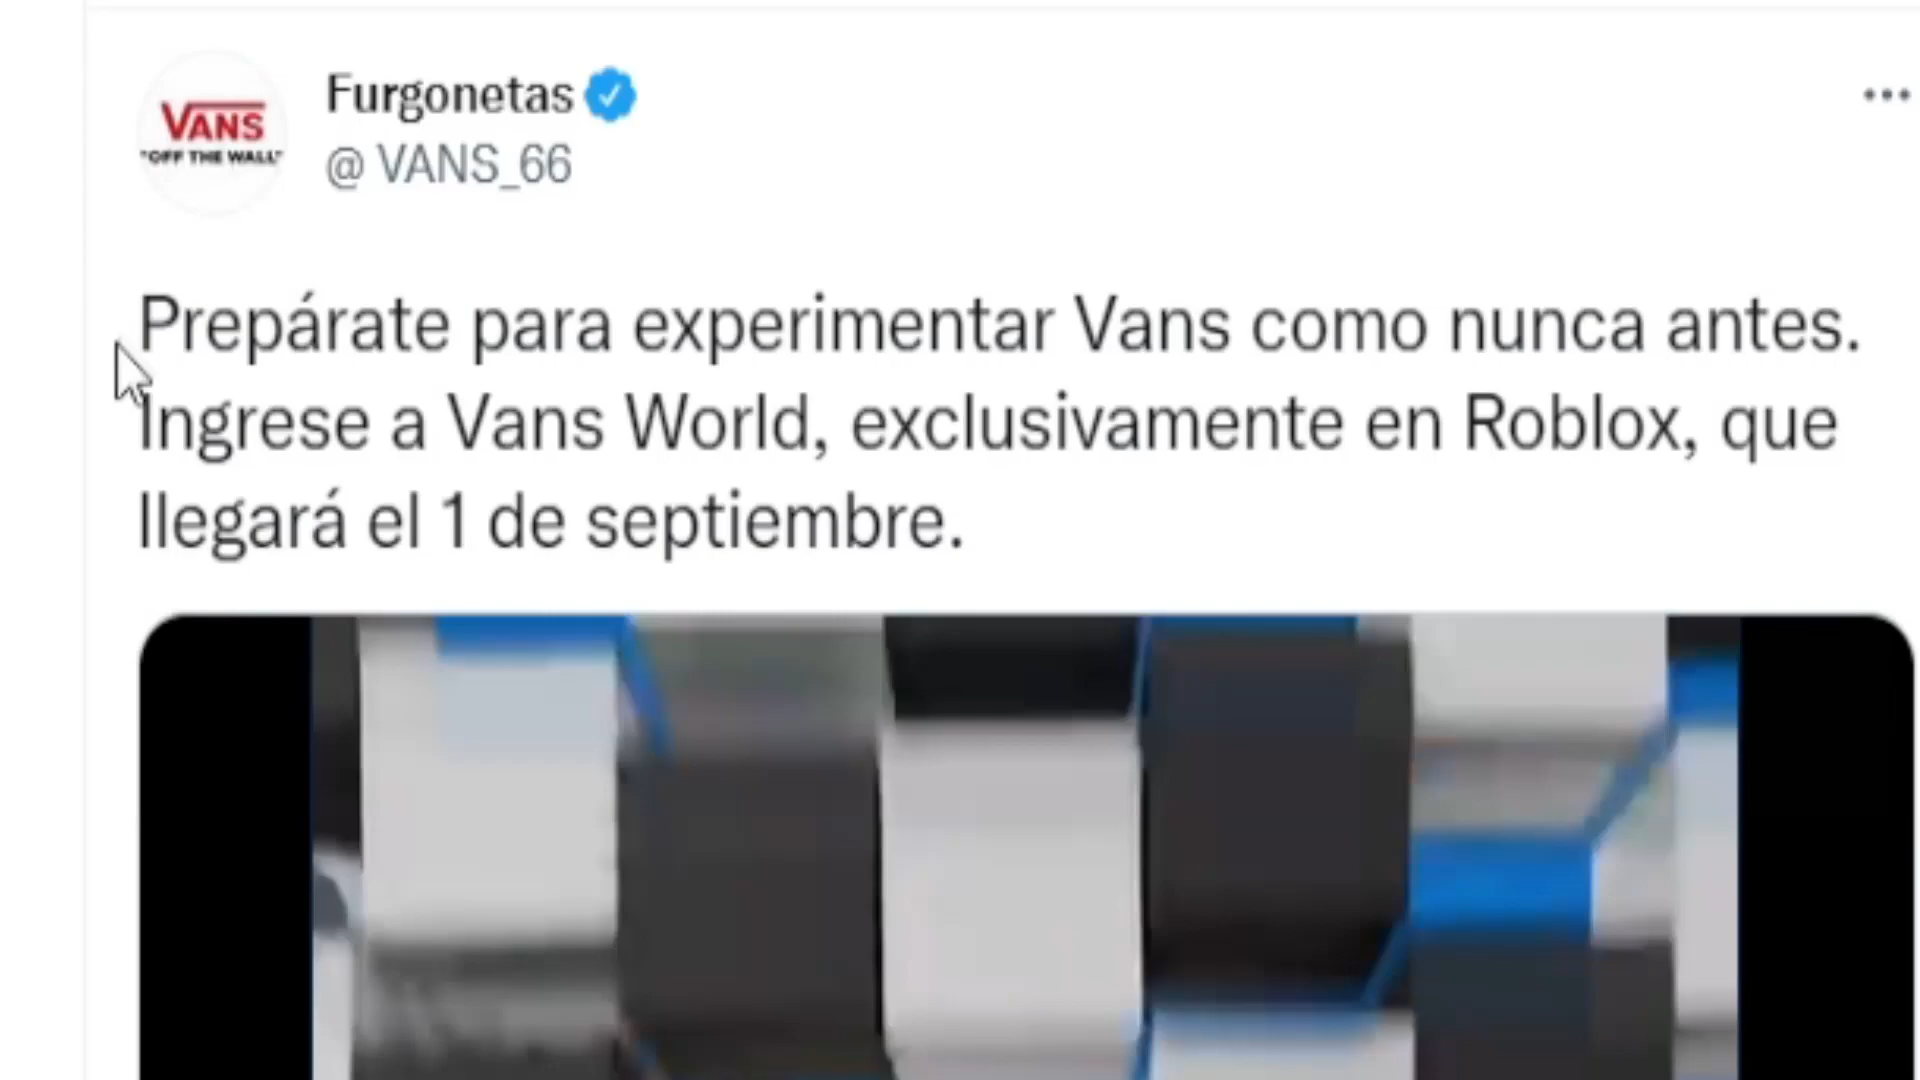 VANS
"OFF THE WALL"
Furgonetas
@ VANS_66
Prepárate para experimentar Vans como nunca antes.
Ingrese a Vans World, exclusivamente en Roblox, que
llegará el 1 de septiembre.